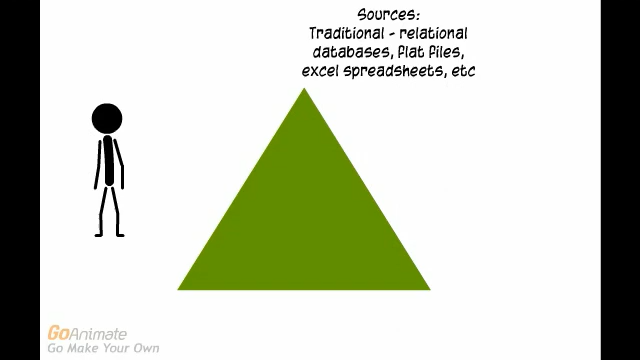 Sources:
Traditional - relational
databases, flat files,
excel spreadsheets, etc
GoAnimate
Go Make Your Own